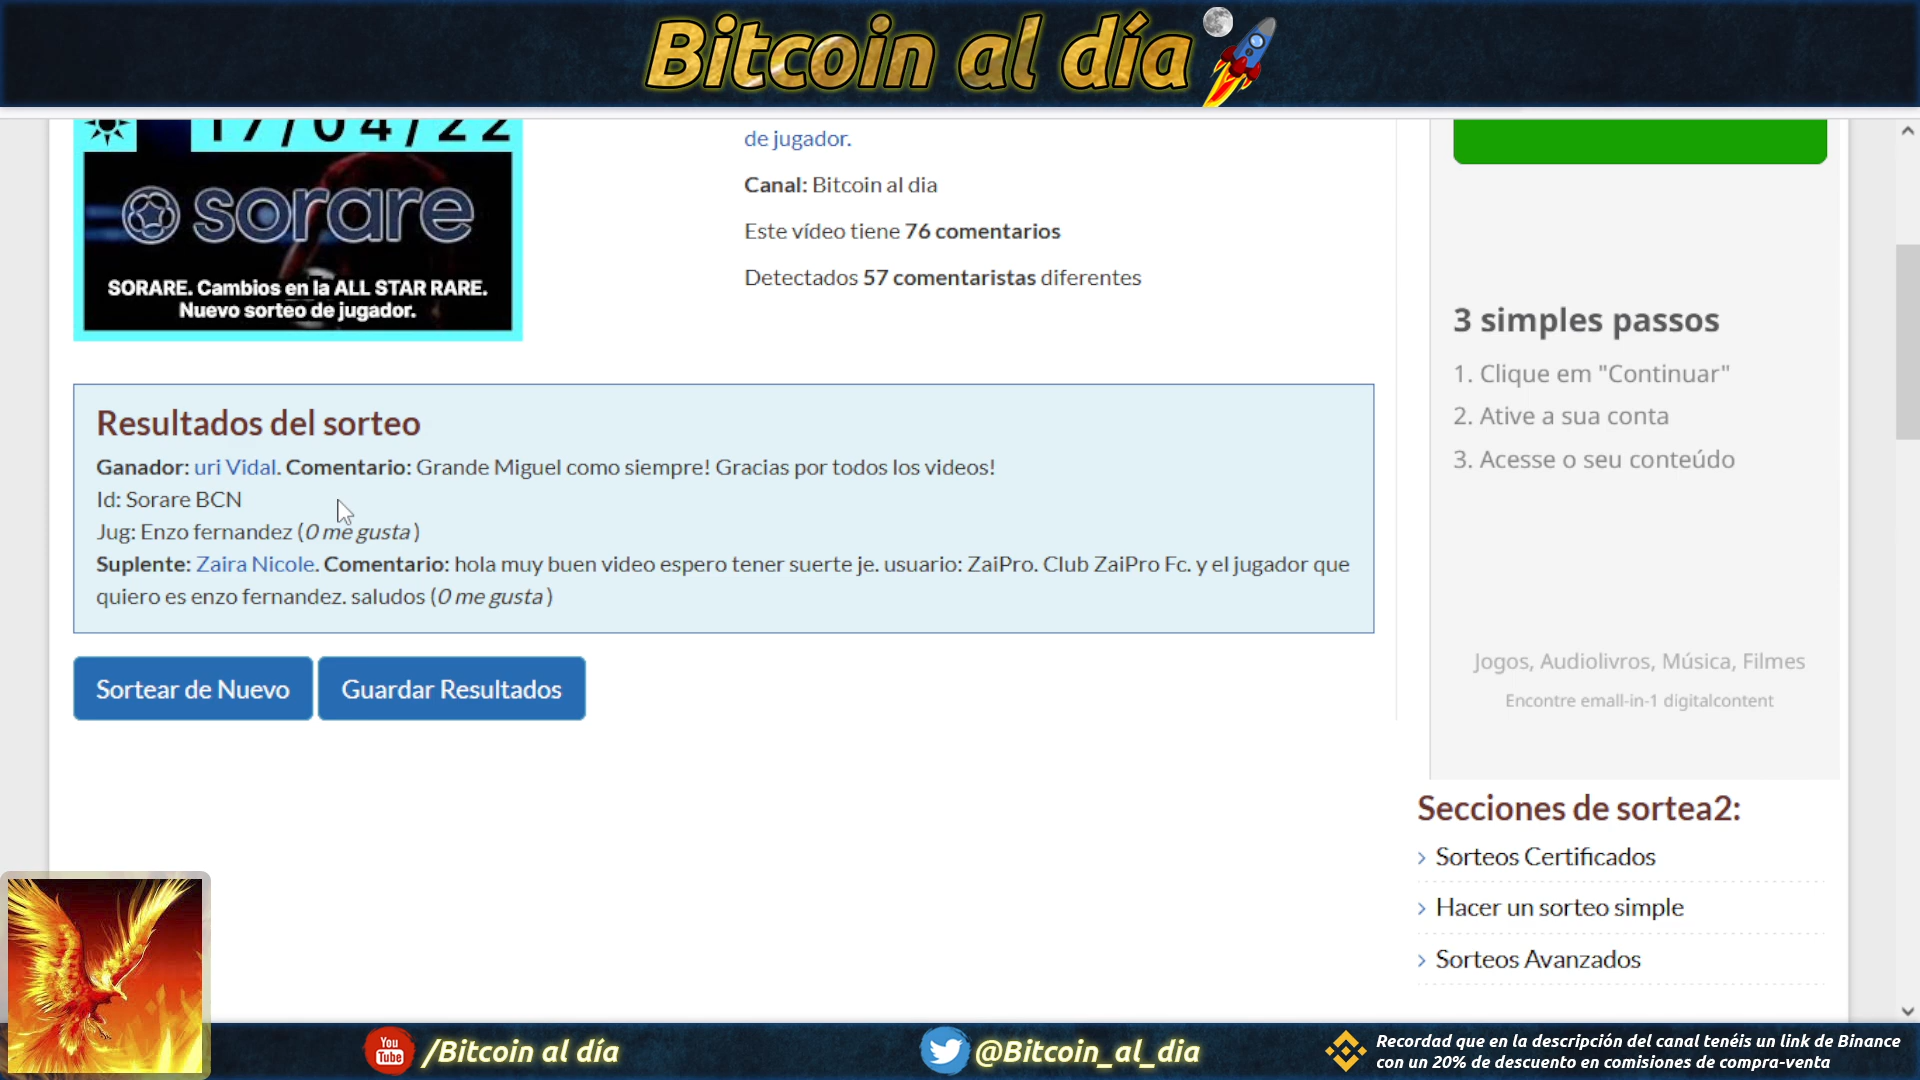 Bitcoin al día
17/04/22
sorare
SORARE. Cambios en la ALL STAR RARE.
Nuevo sorteo de jugador.
de jugador.
Canal: Bitcoin al dia
Este vídeo tiene 76 comentarios
Detectados 57 comentaristas diferentes
Resultados del sorteo
Ganador: uri Vidal. Comentario: Grande Miguel como siempre! Gracias por todos los videos!
Id: Sorare BCN
Jug: Enzo fernandez (0 me gusta )
Suplente: Zaira Nicole. Comentario: hola muy buen video espero tener suerte je. usuario: ZaiPro. Club ZaiPro Fc. y el jugador que
quiero es enzo fernandez. saludos (0 me gusta )
Sortear de Nuevo
Guardar Resultados
3 simples passos
1. Clique em "Continuar"
2. Ative a sua conta
3. Acesse o seu conteúdo
Jogos, Audiolivros, Música, Filmes
Encontre emall-in-1 digitalcontent
Secciones de sortea2:
Sorteos Certificados
Hacer un sorteo simple
Sorteos Avanzados
You
Tube
/Bitcoin al día
@Bitcoin_al_dia
Recordad que en la descripción del canal tenéis un link de Binance
con un 20% de descuento en comisiones de compra-venta